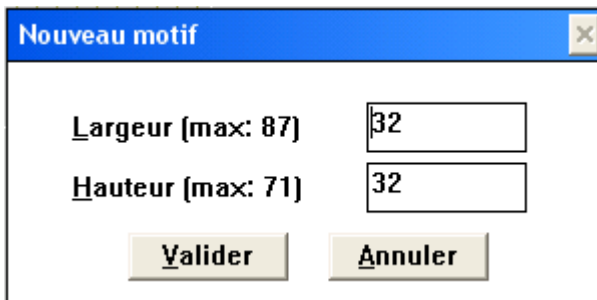 Nouveau motif
Largeur (max: 87) 32
Hauteur (max: 71) 32
Valider Annuler